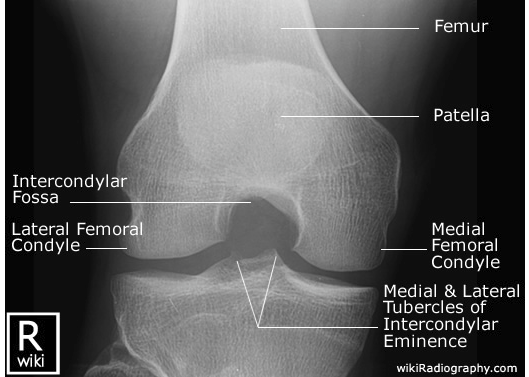 Femur
Patella
Intercondylar
Fossa
Lateral Femoral
Condyle
Medial
Femoral
Condyle
Medial & Lateral
Tubercles of
Intercondylar
Eminence
R
wiki
wikiRadiography.com